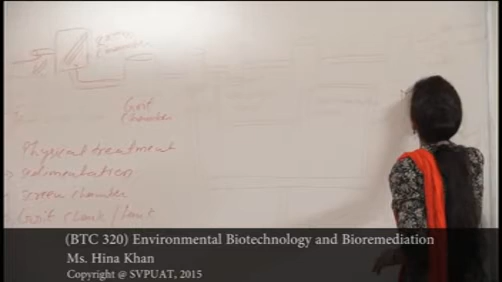 Screen
chamber
Grit
chamber
Physical treatment
Sedimentation
Screen chamber
Grit
(BTC 320) Environmental Biotechnology and Bioremediation
Ms. Hina Khan
Copyright @ SVPUAT, 2015